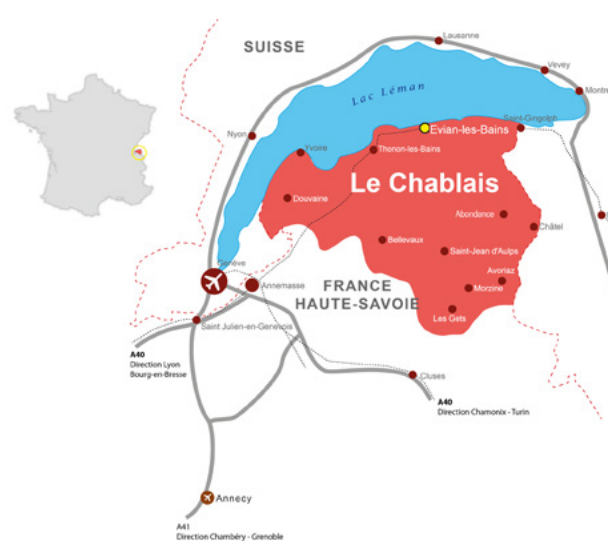 SUISSE
Lausanne
Vevey
Montre
Lac Léman
Nyon
Saint-Gingolph
Evian-les-Bains
Yvoire
Thonon-les-Bains
Le Chablais
Douvaine
Abondance
Châtel
Bellevaux
Saint-Jean d'Aulps
Genève
Annemasse
FRANCE
HAUTE-SAVOIE
Avoriaz
Morzine
Les Gets
Saint Julien-en-Genevois
A40
Direction Lyon
Bourg-en-Bresse
Cluses
A40
Direction Chamonix - Turin
Annecy
A41
Direction Chambéry - Grenoble